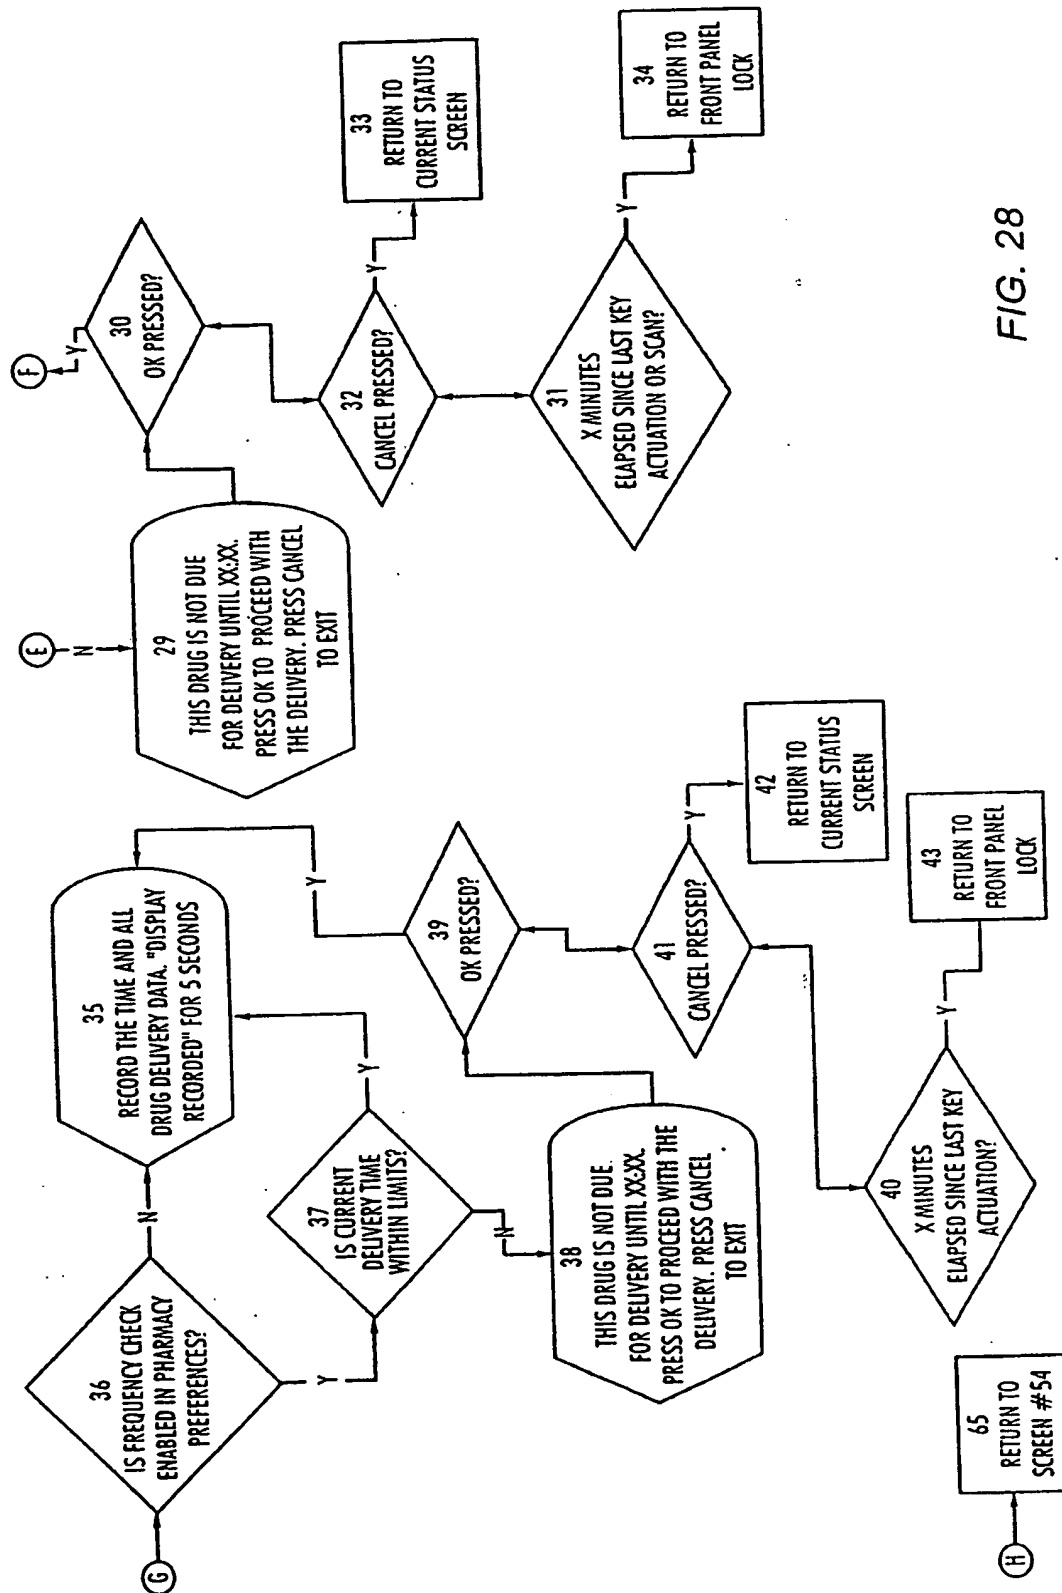 G
36
IS FREQUENCY CHECK
ENABLED IN PHARMACY
PREFERENCES?
N
Y
35
RECORD THE TIME AND ALL
DRUG DELIVERY DATA. "DISPLAY
RECORDED" FOR 5 SECONDS
37
IS CURRENT
DELIVERY TIME
WITHIN LIMITS?
Y
N
38
THIS DRUG IS NOT DUE.
FOR DELIVERY UNTIL XX:XX.
PRESS OK TO PROCEED WITH THE
DELIVERY. PRESS CANCEL
TO EXIT
39
OK PRESSED?
Y
41
CANCEL PRESSED?
Y
42
RETURN TO
CURRENT STATUS
SCREEN
40
X MINUTES
ELAPSED SINCE LAST KEY
ACTUATION?
Y
43
RETURN TO
FRONT PANEL
LOCK
H
65
RETURN TO
SCREEN #54
E
N
29
THIS DRUG IS NOT DUE
FOR DELIVERY UNTIL XX:XX.
PRESS OK TO PROCEED WITH
THE DELIVERY. PRESS CANCEL
TO EXIT
F
Y
30
OK PRESSED?
32
CANCEL PRESSED?
Y
33
RETURN TO
CURRENT STATUS
SCREEN
31
X MINUTES
ELAPSED SINCE LAST KEY
ACTUATION OR SCAN?
Y
34
RETURN TO
FRONT PANEL
LOCK
FIG. 28